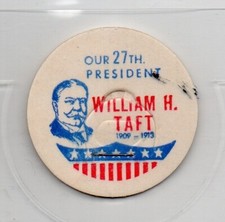 OUR 27TH.
PRESIDENT
WILLIAM H.
TAFT
1909 - 1913